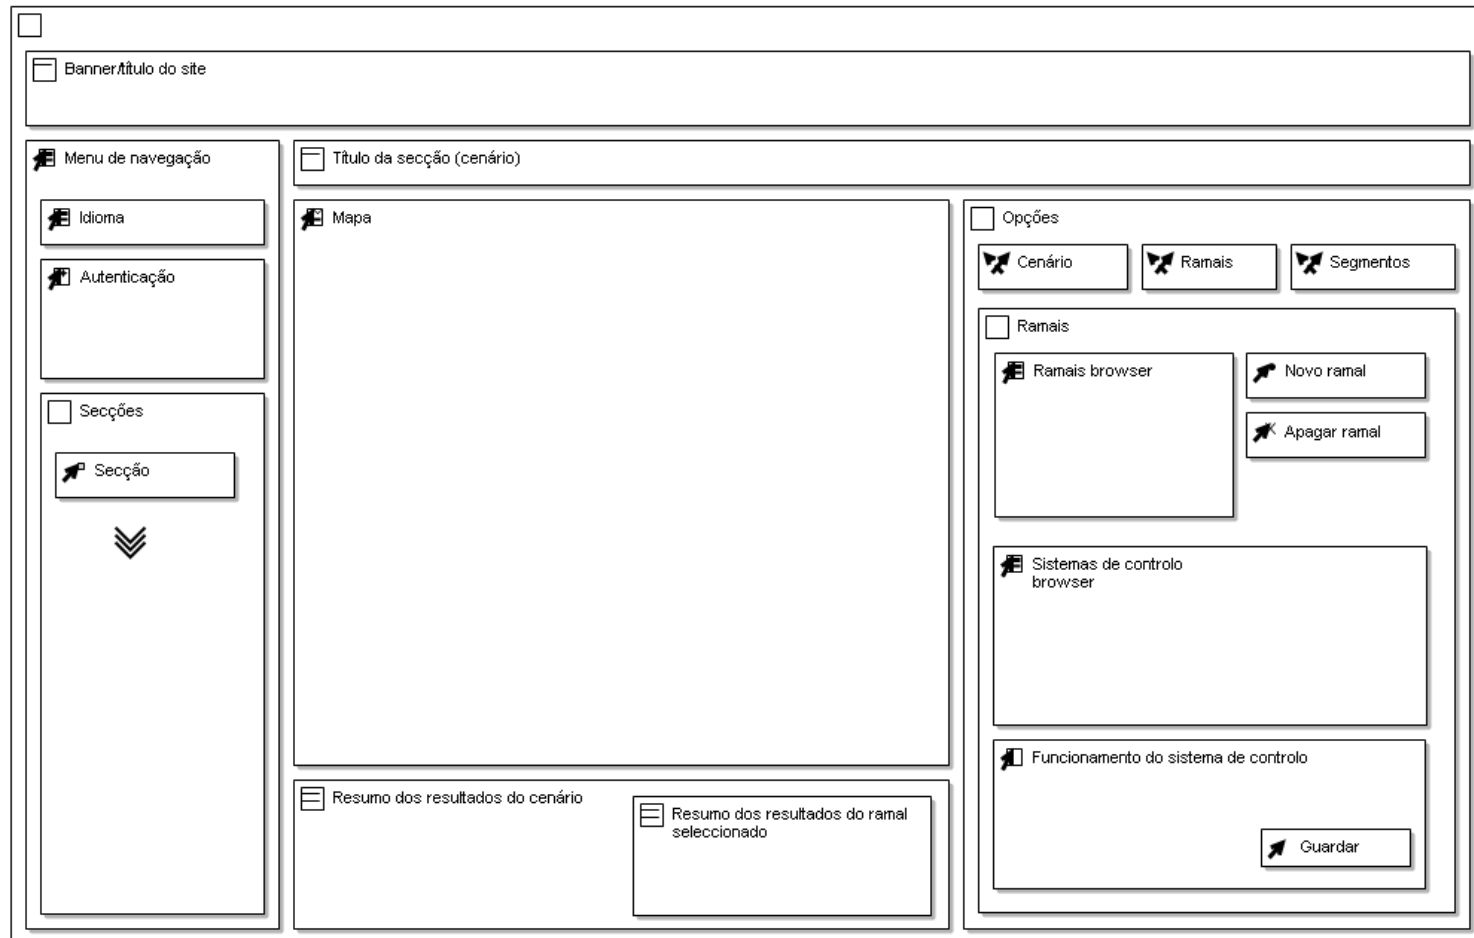 Banner/título do site
Menu de navegação
Título da secção (cenário)
Idioma
Mapa
Opções
Autenticação
Cenário
Ramais
Segmentos
Ramais
Ramais browser
Novo ramal
Apagar ramal
Secções
Secção
Sistemas de controlo
browser
Funcionamento do sistema de controlo
Guardar
Resumo dos resultados do cenário
Resumo dos resultados do ramal
seleccionado